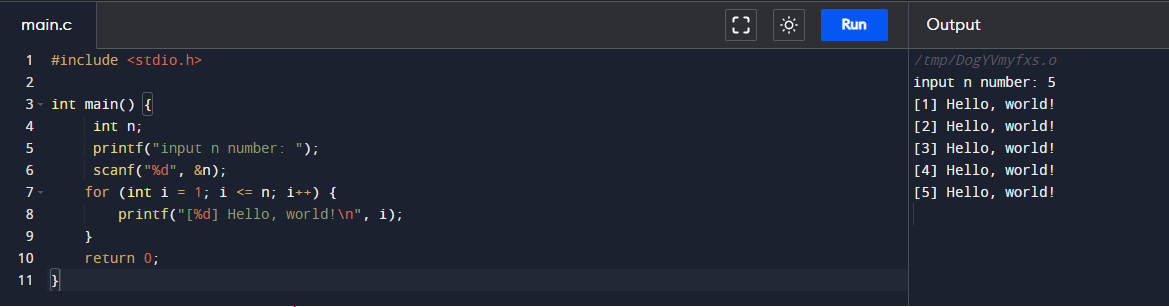 main.c Run Output
1 #include <stdio.h>
2
3 int main() {
4 int n;
5 printf("input n number: ");
6 scanf("%d", &n);
7 for (int i = 1; i <= n; i++) {
8 printf("[%d] Hello, world!\n", i);
9 }
10 return 0;
11 }
/tmp/DogYVmyfxs.o
input n number: 5
[1] Hello, world!
[2] Hello, world!
[3] Hello, world!
[4] Hello, world!
[5] Hello, world!